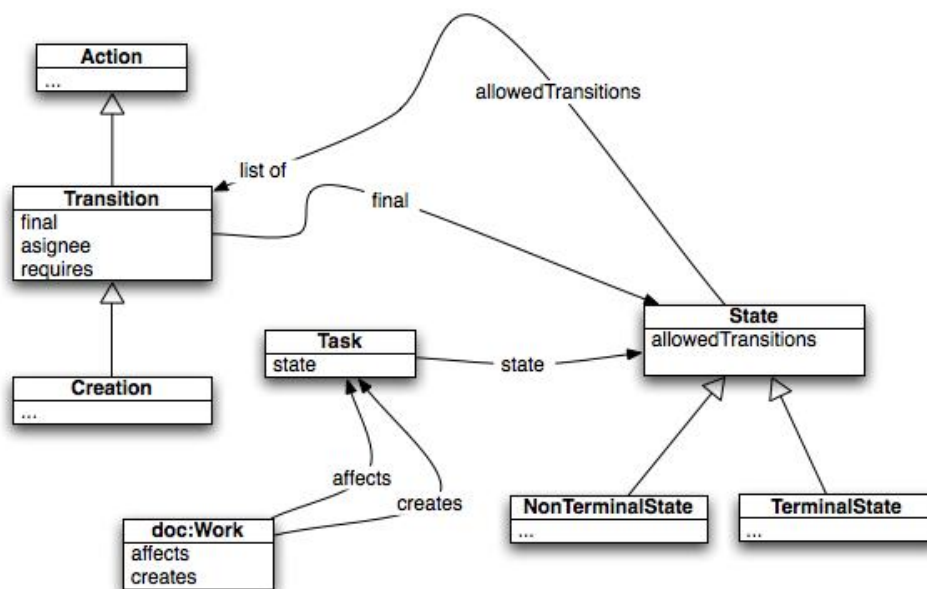 Action
...
allowedTransitions
list of
Transition
final
asignee
requires
final
State
allowedTransitions
Task
state
state
Creation
...
affects
creates
NonTerminalState
...
TerminalState
...
doc:Work
affects
creates